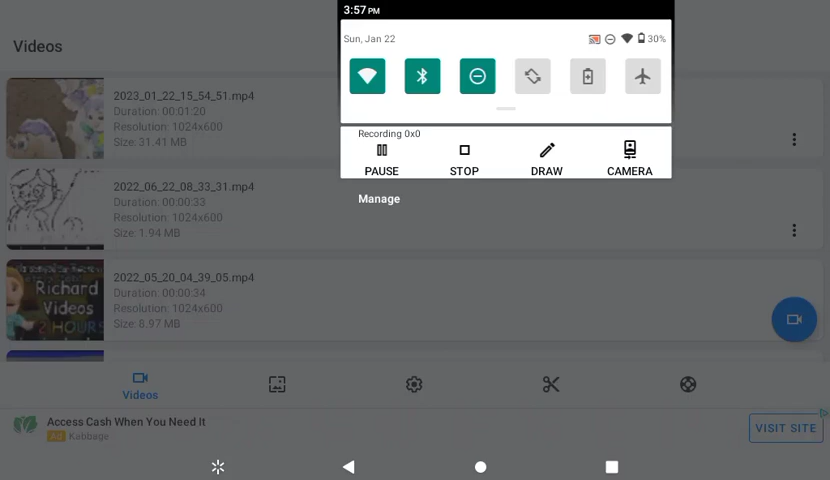 3:57 PM
Sun, Jan 22
30%
Recording 0x0
PAUSE
STOP
DRAW
CAMERA
Manage
Videos
2023_01_22_15_54_51.mp4
Duration: 00:01:20
Resolution: 1024x600
Size: 31.41 MB
2022_06_22_08_33_31.mp4
Duration: 00:00:33
Resolution: 1024x600
Size: 1.94 MB
Richard
Videos
2 HOURS
2022_05_20_04_39_05.mp4
Duration: 00:00:34
Resolution: 1024x600
Size: 8.97 MB
Videos
Access Cash When You Need It
Ad Kabbage
VISIT SITE